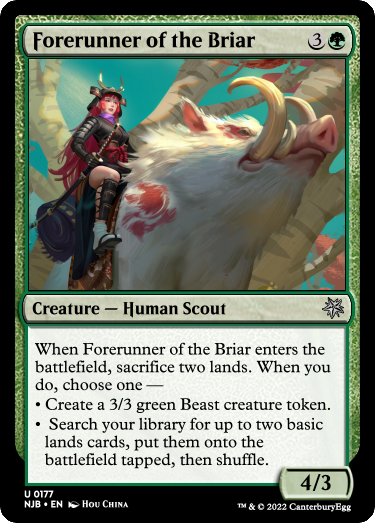 Forerunner of the Briar 3
Creature — Human Scout
When Forerunner of the Briar enters the
battlefield, sacrifice two lands. When you
do, choose one —
• Create a 3/3 green Beast creature token.
• Search your library for up to two basic
lands cards, put them onto the
battlefield tapped, then shuffle.
4/3
U 0177
NJB • EN Hou China
™ & © 2022 CanterburyEgg